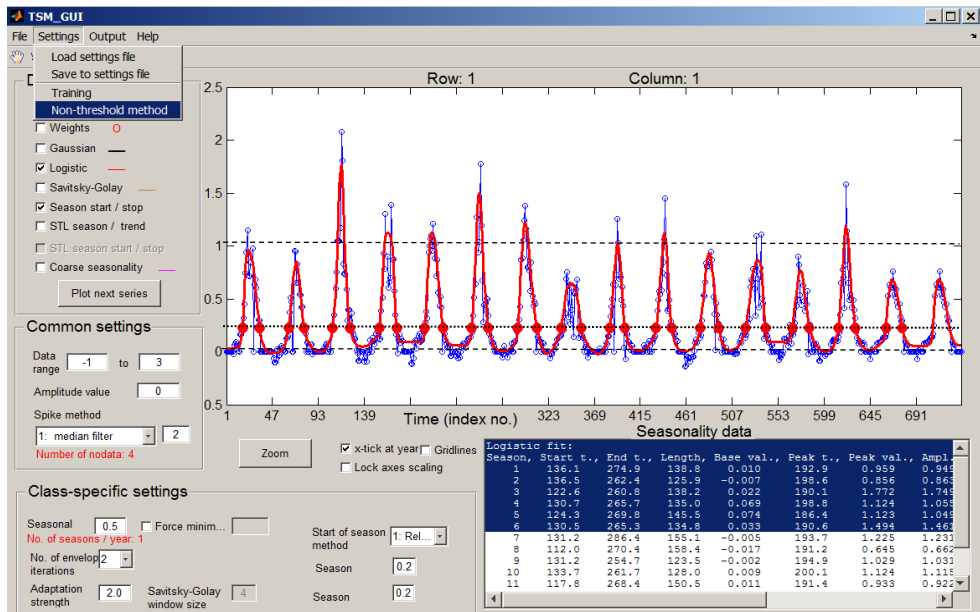 TSM_GUI
File Settings Output Help
Load settings file
Save to settings file
Training
Non-threshold method
Row: 1 Column: 1
D
Weights O
Gaussian
Logistic
Savitsky-Golay
Season start / stop
STL season / trend
STL season start / stop
Coarse seasonality
Plot next series
2.5
2
1.5
1
0.5
0
0.5
1 47 93 139 323 369 415 461 507 553 599 645 691
Time (index no.)
Common settings
Data range -1 to 3
Amplitude value 0
Spike method
1: median filter 2
Number of nodata: 4
Zoom
x-tick at year Gridlines
Lock axes scaling
Seasonality data
Logistic fit:
Season, Start t., End t., Length, Base val., Peak t., Peak val., Ampl.
1 136.1 274.9 138.8 0.010 192.9 0.959 0.949
2 136.5 262.4 125.9 -0.007 198.6 0.856 0.863
3 122.6 260.8 138.2 0.022 190.1 1.772 1.749
4 130.7 265.7 135.0 0.069 198.8 1.124 1.055
5 124.3 269.8 145.5 0.074 186.4 1.123 1.049
6 130.5 265.3 134.8 0.033 190.6 1.494 1.461
7 131.2 286.4 155.1 -0.005 193.7 1.225 1.231
8 112.0 270.4 158.4 -0.017 191.2 0.645 0.662
9 131.2 254.7 123.5 -0.002 194.9 1.029 1.031
10 133.7 261.7 128.0 0.009 200.1 1.124 1.115
11 117.8 268.4 150.5 0.011 191.4 0.933 0.922
Class-specific settings
Seasonal 0.5 Force minim...
No. of seasons / year: 1
No. of envelop iterations 2
Adaptation strength 2.0 Savitsky-Golay window size 4
Start of season method 1: Rel...
Season 0.2
Season 0.2